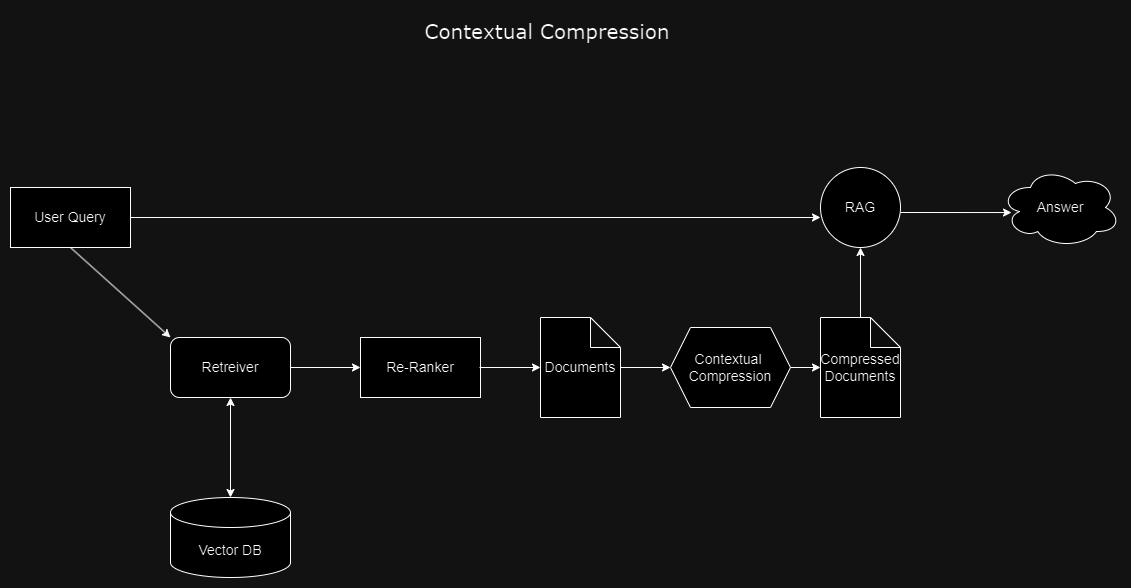 Contextual Compression
User Query
RAG
Answer
Retreiver
Re-Ranker
Documents
Contextual
Compression
Compressed
Documents
Vector DB